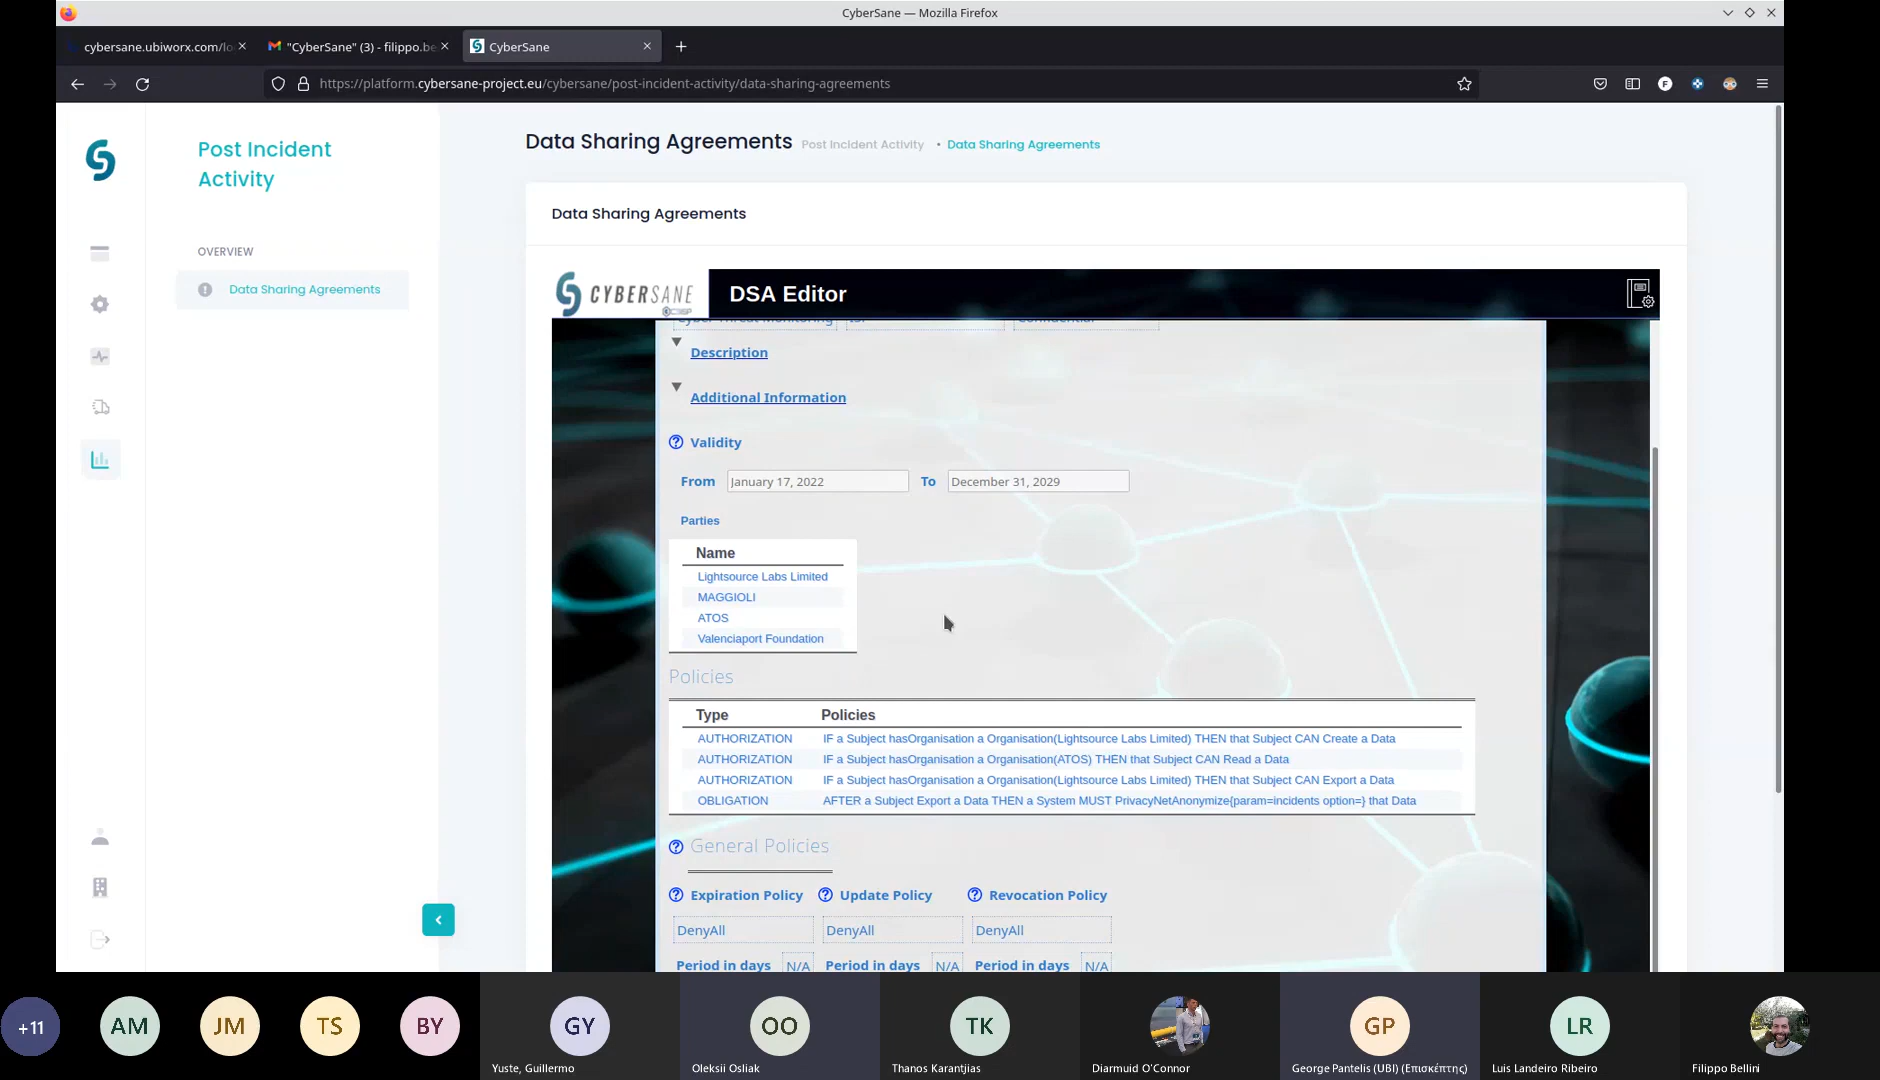 CyberSane — Mozilla Firefox
cybersane.ubiworx.com/lo
"CyberSane" (3) - filippo.be
CyberSane
https://platform.cybersane-project.eu/cybersane/post-incident-activity/data-sharing-agreements
Post Incident
Activity
OVERVIEW
Data Sharing Agreements
Data Sharing Agreements Post Incident Activity • Data Sharing Agreements
Data Sharing Agreements
CYBERSANE
DSA Editor
Cyber Threat Monitoring
Confidential
Description
Additional Information
Validity
From January 17, 2022 To December 31, 2029
Parties
Name
Lightsource Labs Limited
MAGGIOLI
ATOS
Valenciaport Foundation
Policies
Type Policies
AUTHORIZATION IF a Subject hasOrganisation a Organisation(Lightsource Labs Limited) THEN that Subject CAN Create a Data
AUTHORIZATION IF a Subject hasOrganisation a Organisation(ATOS) THEN that Subject CAN Read a Data
AUTHORIZATION IF a Subject hasOrganisation a Organisation(Lightsource Labs Limited) THEN that Subject CAN Export a Data
OBLIGATION AFTER a Subject Export a Data THEN a System MUST PrivacyNetAnonymize{param=incidents option=} that Data
General Policies
Expiration Policy Update Policy Revocation Policy
DenyAll DenyAll DenyAll
Period in days N/A Period in days N/A Period in days N/A
+11 AM JM TS BY GY OO TK GP LR
Yuste, Guillermo Oleksii Osliak Thanos Karantjias Diarmuid O'Connor George Pantelis (UBI) (Επισκέπτης) Luis Landeiro Ribeiro Filippo Bellini